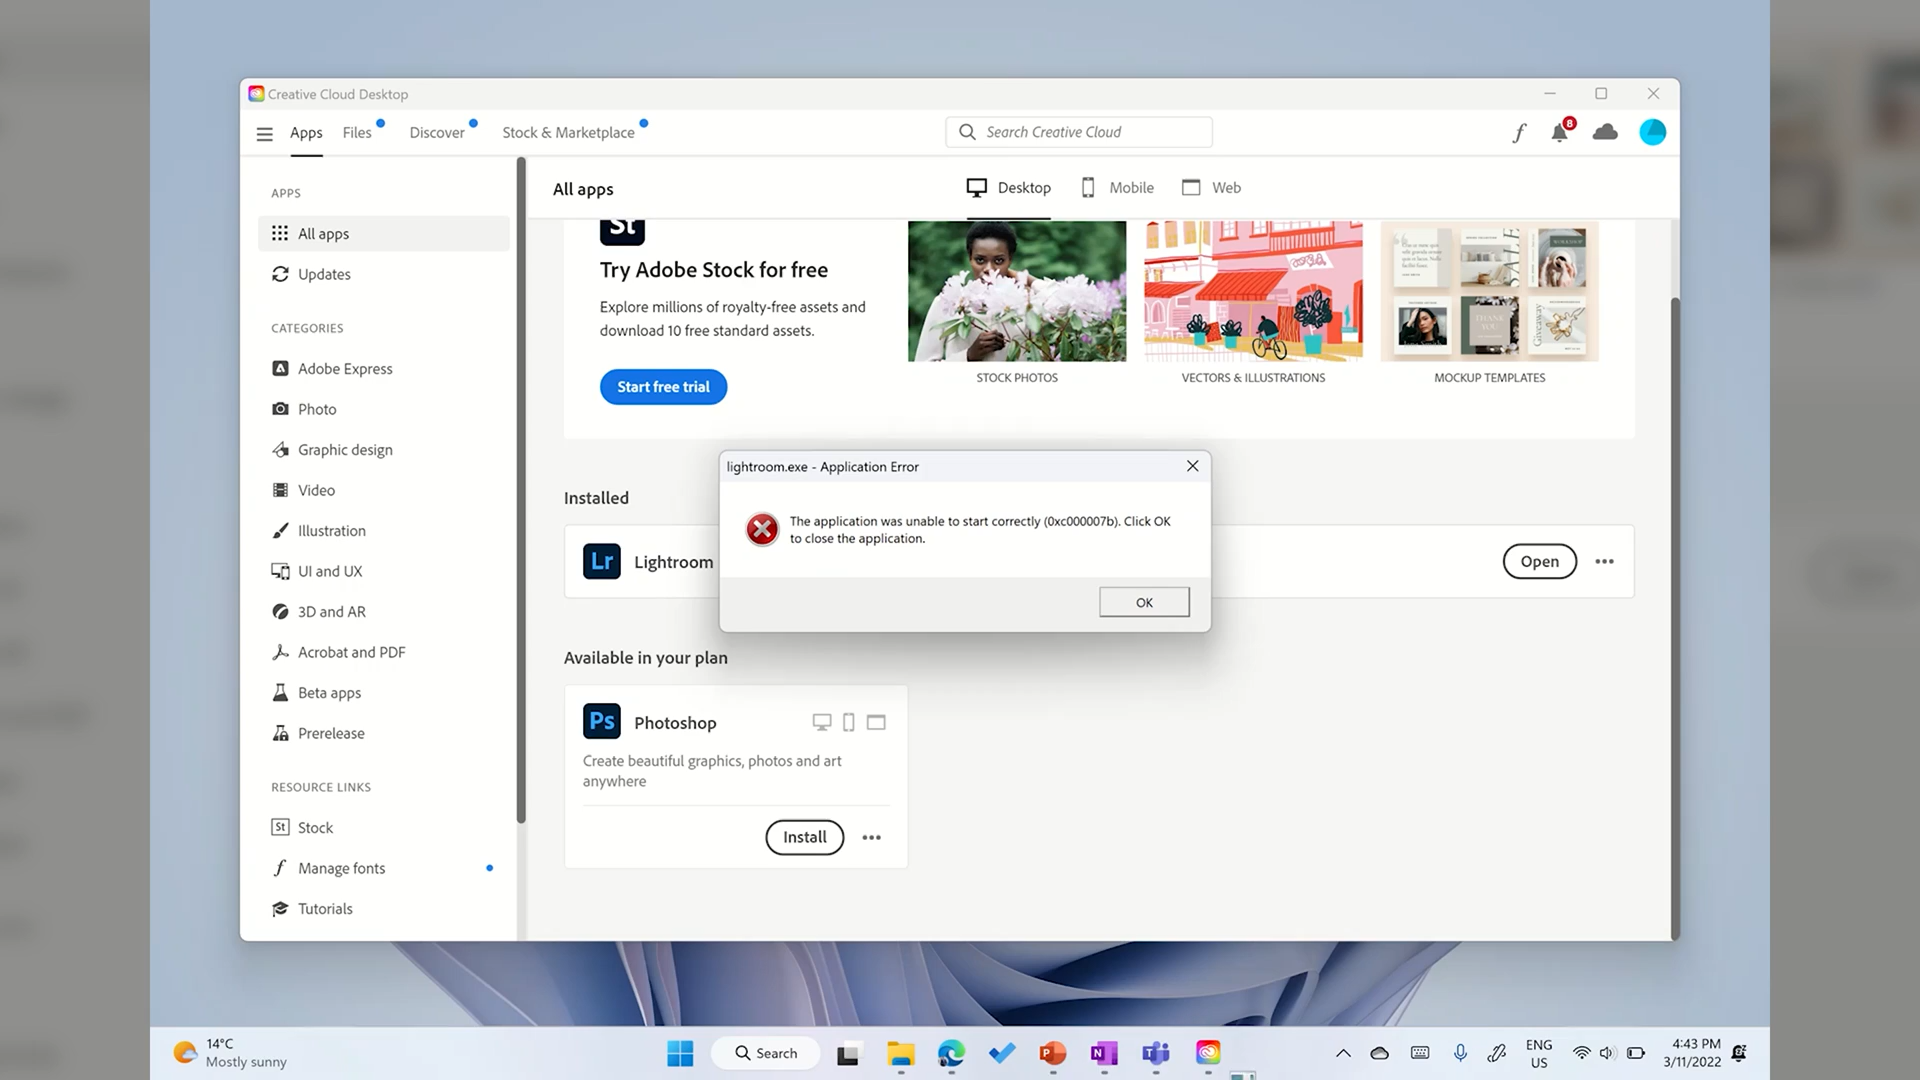 Creative Cloud Desktop
Apps
Files
Discover
Stock & Marketplace
Search Creative Cloud
8
APPS
All apps
Updates
CATEGORIES
Adobe Express
Photo
Graphic design
Video
Illustration
UI and UX
3D and AR
Acrobat and PDF
Beta apps
Prerelease
RESOURCE LINKS
St Stock
Manage fonts
Tutorials
All apps
Desktop
Mobile
Web
St
Try Adobe Stock for free
Explore millions of royalty-free assets and
download 10 free standard assets.
Start free trial
STOCK PHOTOS
VECTORS & ILLUSTRATIONS
WORKSHOP
THANK
YOU
Giveaway
MOCKUP TEMPLATES
Installed
Lr Lightroom
Open
lightroom.exe - Application Error
The application was unable to start correctly (0xc000007b). Click OK
to close the application.
OK
Available in your plan
Ps Photoshop
Create beautiful graphics, photos and art
anywhere
Install
14°C
Mostly sunny
Search
ENG
US
4:43 PM
3/11/2022